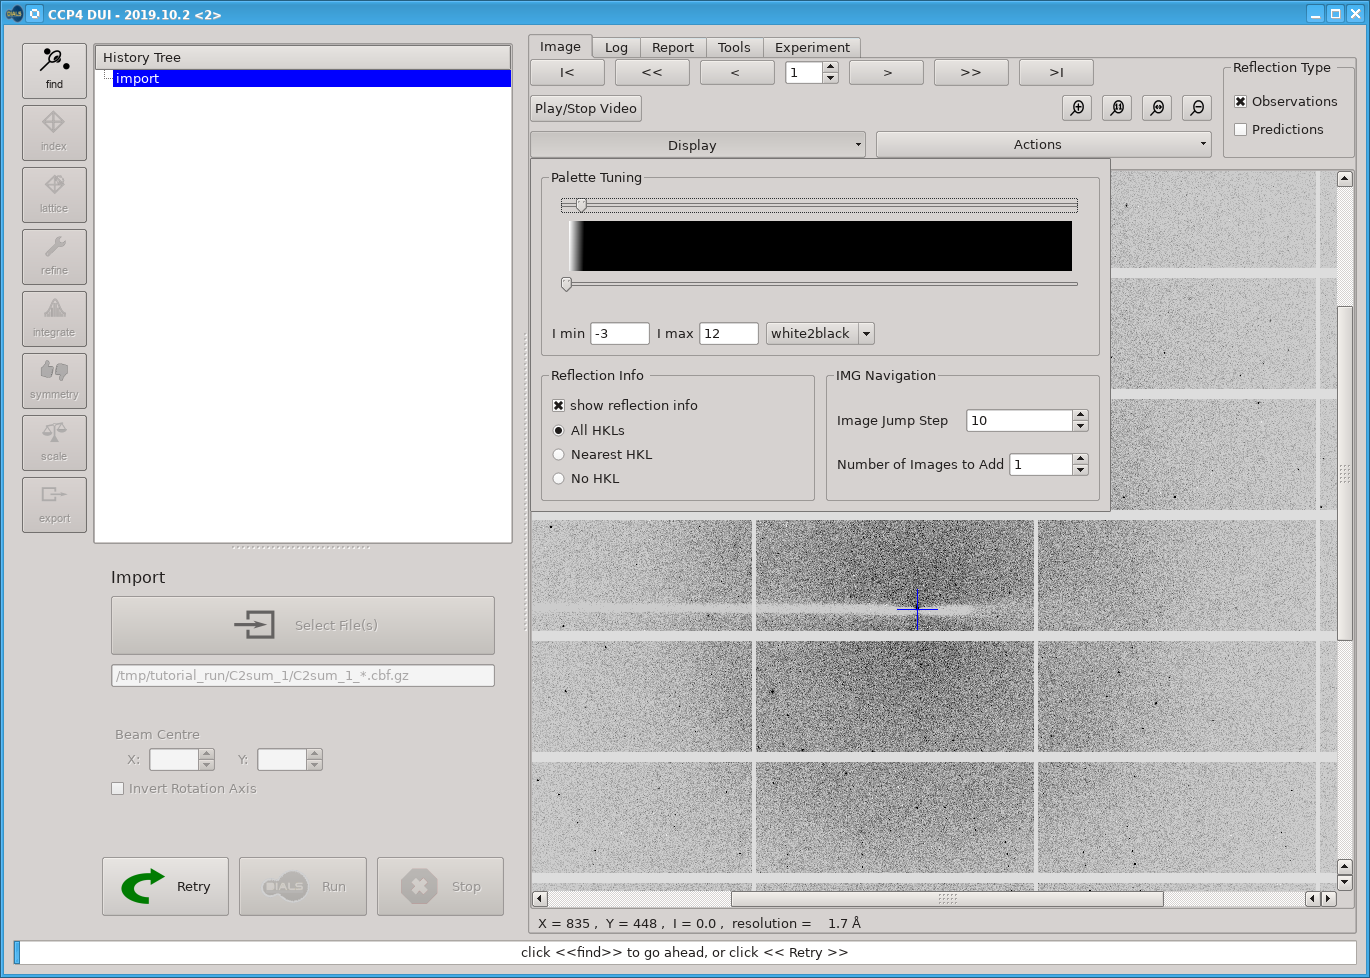 CCP4 DUI - 2019.10.2 <2>
find
index
lattice
refine
integrate
symmetry
scale
export
History Tree
import
Import
Select File(s)
/tmp/tutorial_run/C2sum_1/C2sum_1_*.cbf.gz
Beam Centre
X: Y:
Invert Rotation Axis
Retry DIALS Run Stop
Image Log Report Tools Experiment
I< << < 1 > >> >I
Play/Stop Video
Display Actions
Reflection Type
Observations
Predictions
Palette Tuning
I min -3 I max 12 white2black
Reflection Info
show reflection info
All HKLs
Nearest HKL
No HKL
IMG Navigation
Image Jump Step 10
Number of Images to Add 1
X = 835 , Y = 448 , I = 0.0 , resolution = 1.7 Å
click <<find>> to go ahead, or click << Retry >>